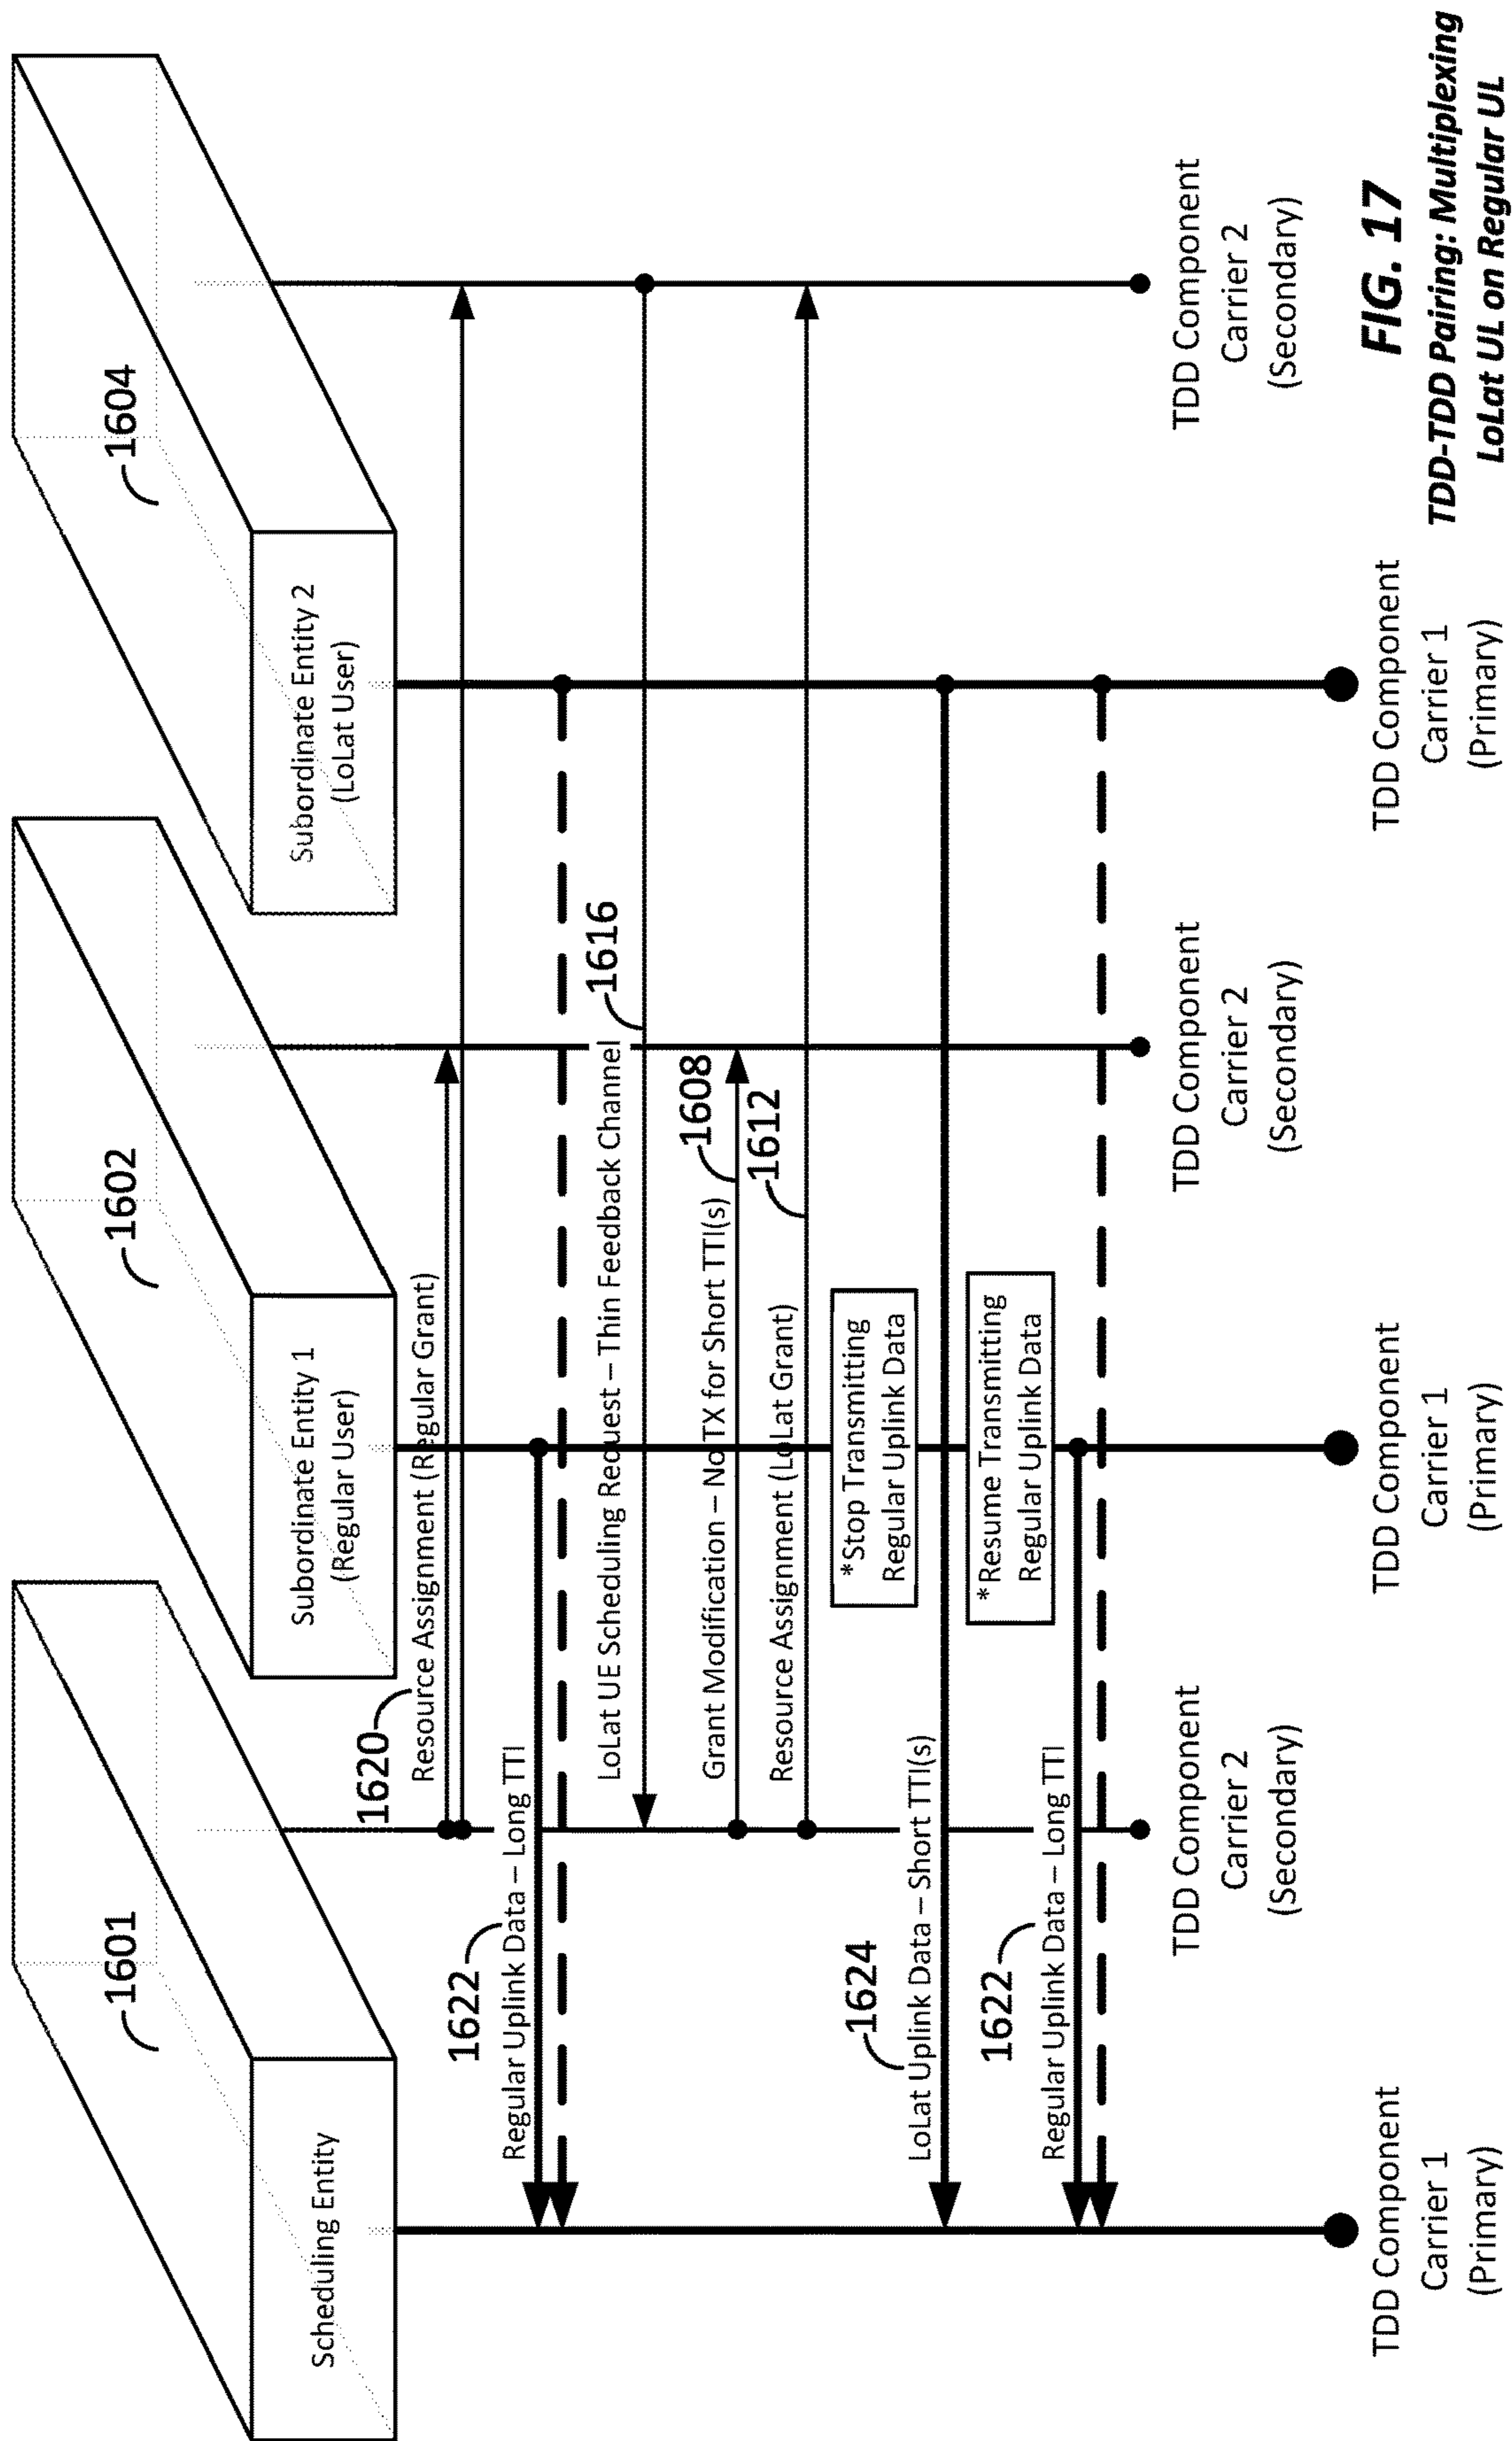 1601
Scheduling Entity
1602
Subordinate Entity 1
(Regular User)
1604
Subordinate Entity 2
(LoLat User)
1620
Resource Assignment (Regular Grant)
1622
Regular Uplink Data – Long TTI
LoLat UE Scheduling Request – Thin Feedback Channel
1616
Grant Modification – No TX for Short TTI(s)
1608
Resource Assignment (LoLat Grant)
1612
*Stop Transmitting
Regular Uplink Data
1624
LoLat Uplink Data – Short TTI(s)
*Resume Transmitting
Regular Uplink Data
1622
Regular Uplink Data – Long TTI
TDD Component
Carrier 1
(Primary)
TDD Component
Carrier 2
(Secondary)
TDD Component
Carrier 1
(Primary)
TDD Component
Carrier 2
(Secondary)
TDD Component
Carrier 1
(Primary)
TDD Component
Carrier 2
(Secondary)
FIG. 17
TDD-TDD Pairing: Multiplexing
LoLat UL on Regular UL